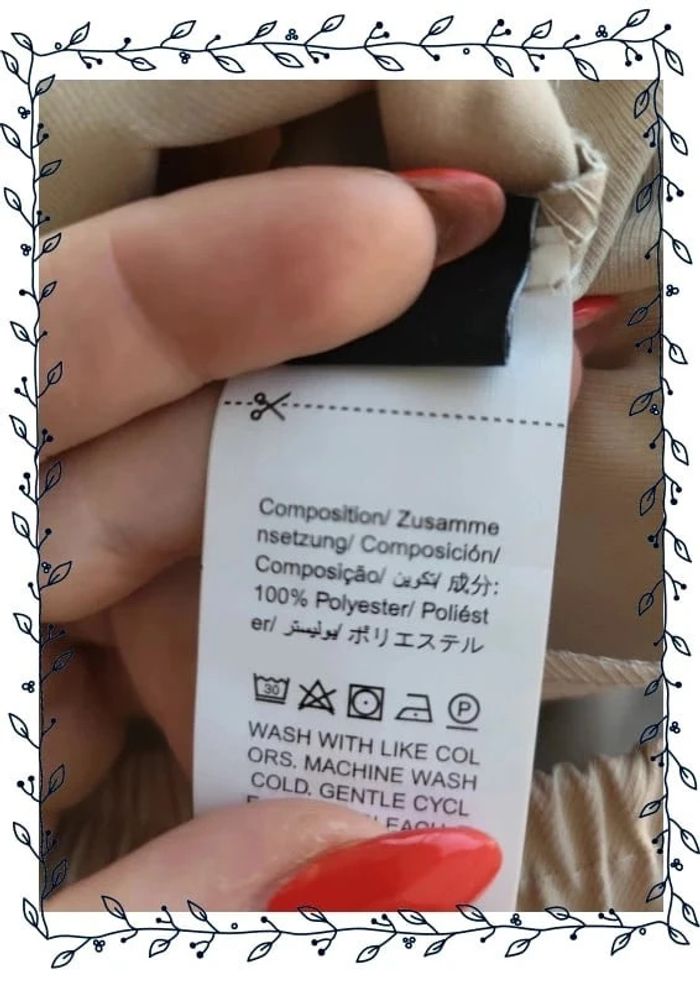 Composition/ Zusamme
nsetzung/ Composición/
Composição/ تكوين/ 成分:
100% Polyester/ Poliést
er/ بوليستر/ ポリエステル
30
P
WASH WITH LIKE COL
ORS. MACHINE WASH
COLD, GENTLE CYCL